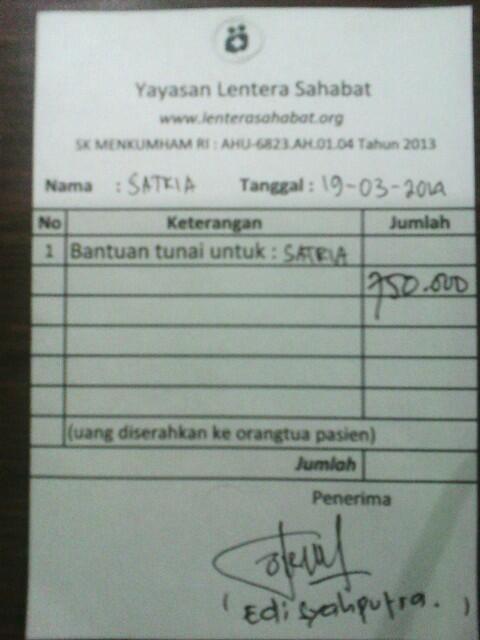 Yayasan Lentera Sahabat
www.lenterasahabat.org
SK MENKUMHAM RI : AHU-6823.AH.01.04 Tahun 2013
Nama : SATRIA Tanggal : 19-03-2014
No Keterangan Jumlah
1 Bantuan tunai untuk : SATRIA
750.000
(uang diserahkan ke orangtua pasien)
Jumlah
Penerima
( Edi Syahputra. )